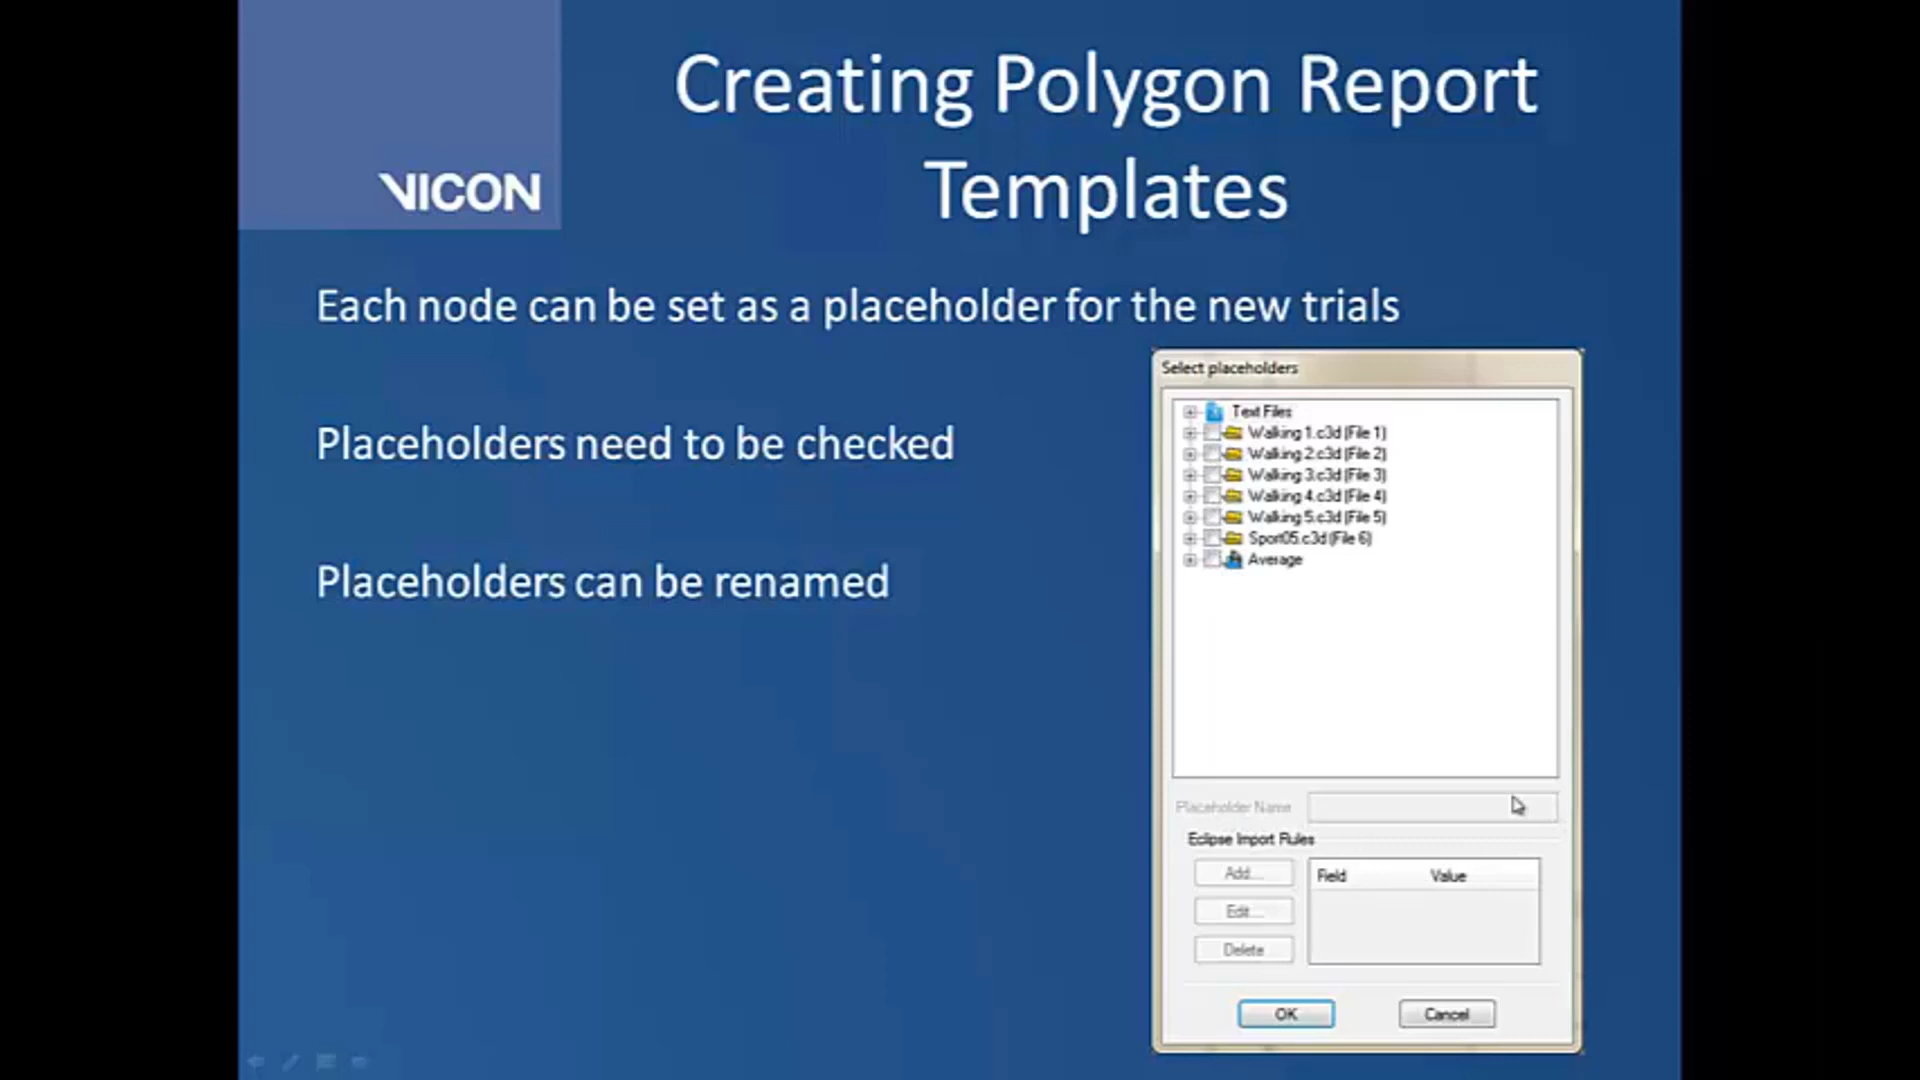 Creating Polygon Report
Templates
VICON
Each node can be set as a placeholder for the new trials
Placeholders need to be checked
Placeholders can be renamed
Select placeholders
Text Files
Walking 1.c3d (File 1)
Walking 2.c3d (File 2)
Walking 3.c3d (File 3)
Walking 4.c3d (File 4)
Walking 5.c3d (File 5)
Sport05.c3d (File 6)
Average
Placeholder Name
Eclipse Import Rules
Add...
Field Value
Edit...
Delete
OK Cancel